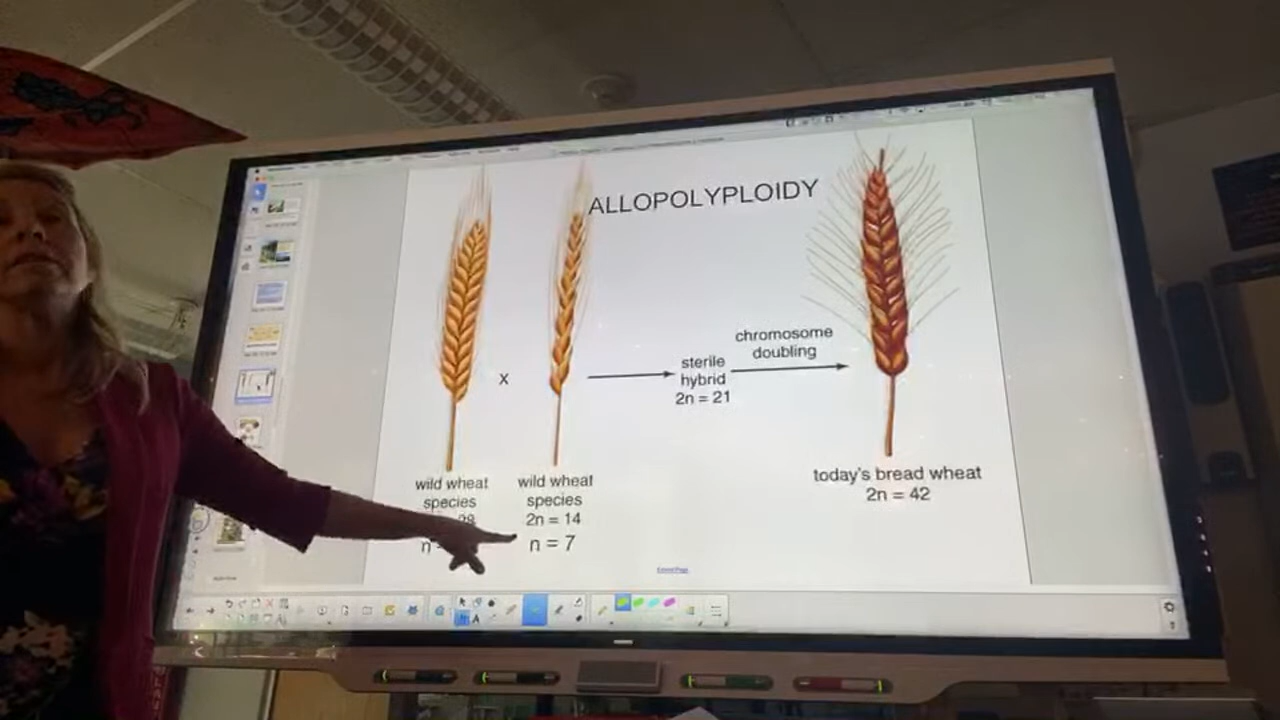 ALLOPOLYPLOIDY
x
sterile
hybrid
2n = 21
chromosome
doubling
wild wheat
species
28
n
wild wheat
species
2n = 14
n = 7
today's bread wheat
2n = 42